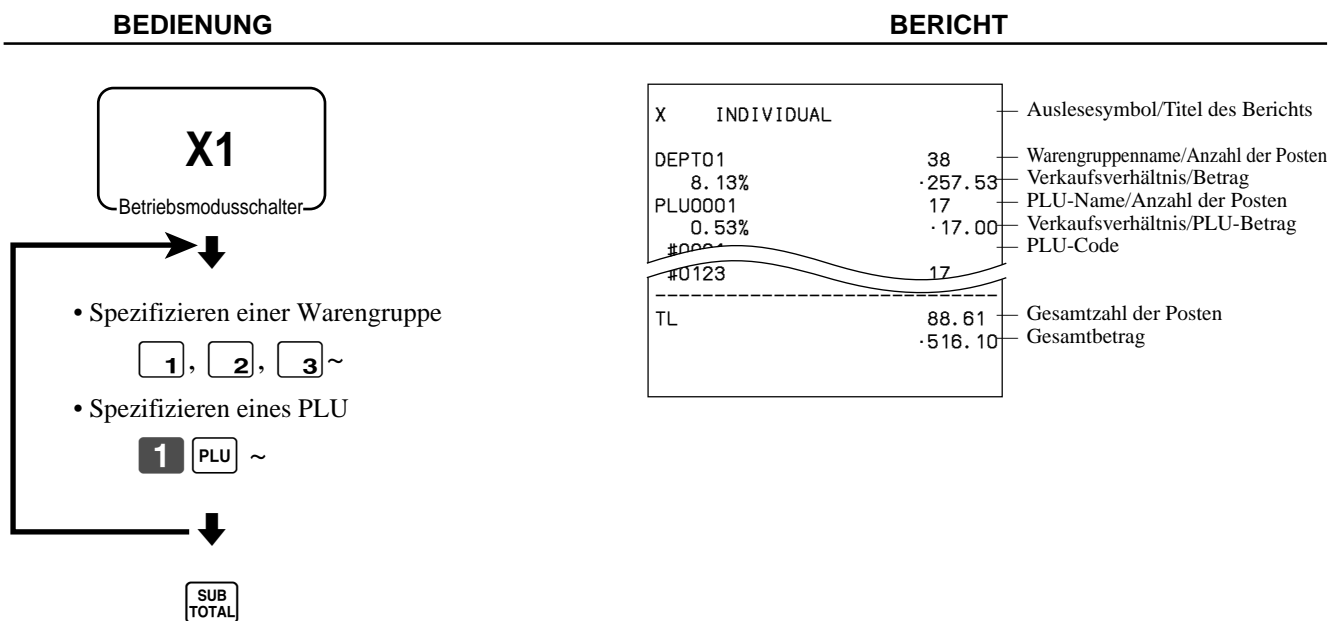 BEDIENUNG
BERICHT
X1
Betriebsmodusschalter
• Spezifizieren einer Warengruppe
1, 2, 3 ~
• Spezifizieren eines PLU
1 PLU ~
SUB
TOTAL
X INDIVIDUAL
Auslesesymbol/Titel des Berichts
DEPT01 38
Warengruppenname/Anzahl der Posten
8.13% ·257.53
Verkaufsverhältnis/Betrag
PLU0001 17
PLU-Name/Anzahl der Posten
0.53% ·17.00
Verkaufsverhältnis/PLU-Betrag
PLU-Code
#0123 17
TL 88.61
Gesamtzahl der Posten
·516.10
Gesamtbetrag